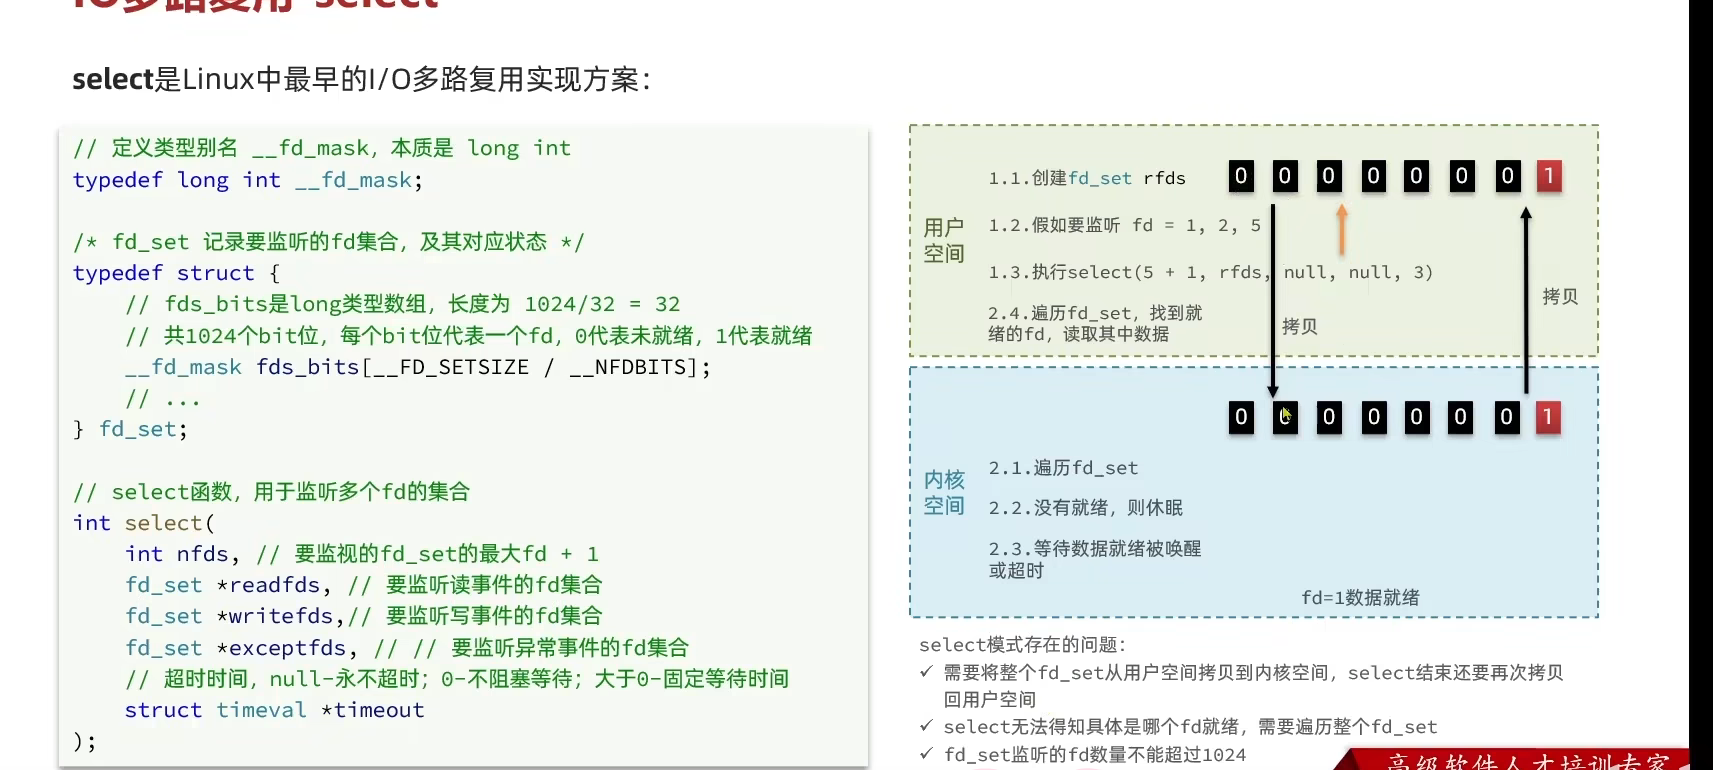 IO多路复用-select
select是Linux中最早的I/O多路复用实现方案：
// 定义类型别名 __fd_mask，本质是 long int
typedef long int __fd_mask;
/* fd_set 记录要监听的fd集合，及其对应状态 */
typedef struct {
// fds_bits是long类型数组，长度为 1024/32 = 32
// 共1024个bit位，每个bit位代表一个fd，0代表未就绪，1代表就绪
__fd_mask fds_bits[__FD_SETSIZE / __NFDBITS];
// ...
} fd_set;
// select函数，用于监听多个fd的集合
int select(
int nfds, // 要监视的fd_set的最大fd + 1
fd_set *readfds, // 要监听读事件的fd集合
fd_set *writefds,// 要监听写事件的fd集合
fd_set *exceptfds, // // 要监听异常事件的fd集合
// 超时时间，null-永不超时；0-不阻塞等待；大于0-固定等待时间
struct timeval *timeout
);
用户
空间
1.1.创建fd_set rfds
0 0 0 0 0 0 0 1
1.2.假如要监听 fd = 1, 2, 5
1.3.执行select(5 + 1, rfds, null, null, 3)
2.4.遍历fd_set，找到就
绪的fd，读取其中数据
拷贝
拷贝
内核
空间
0 0 0 0 0 0 0 1
2.1.遍历fd_set
2.2.没有就绪，则休眠
2.3.等待数据就绪被唤醒
或超时
fd=1数据就绪
select模式存在的问题：
✓ 需要将整个fd_set从用户空间拷贝到内核空间，select结束还要再次拷贝
回用户空间
✓ select无法得知具体是哪个fd就绪，需要遍历整个fd_set
✓ fd_set监听的fd数量不能超过1024
高级软件人才培训专家